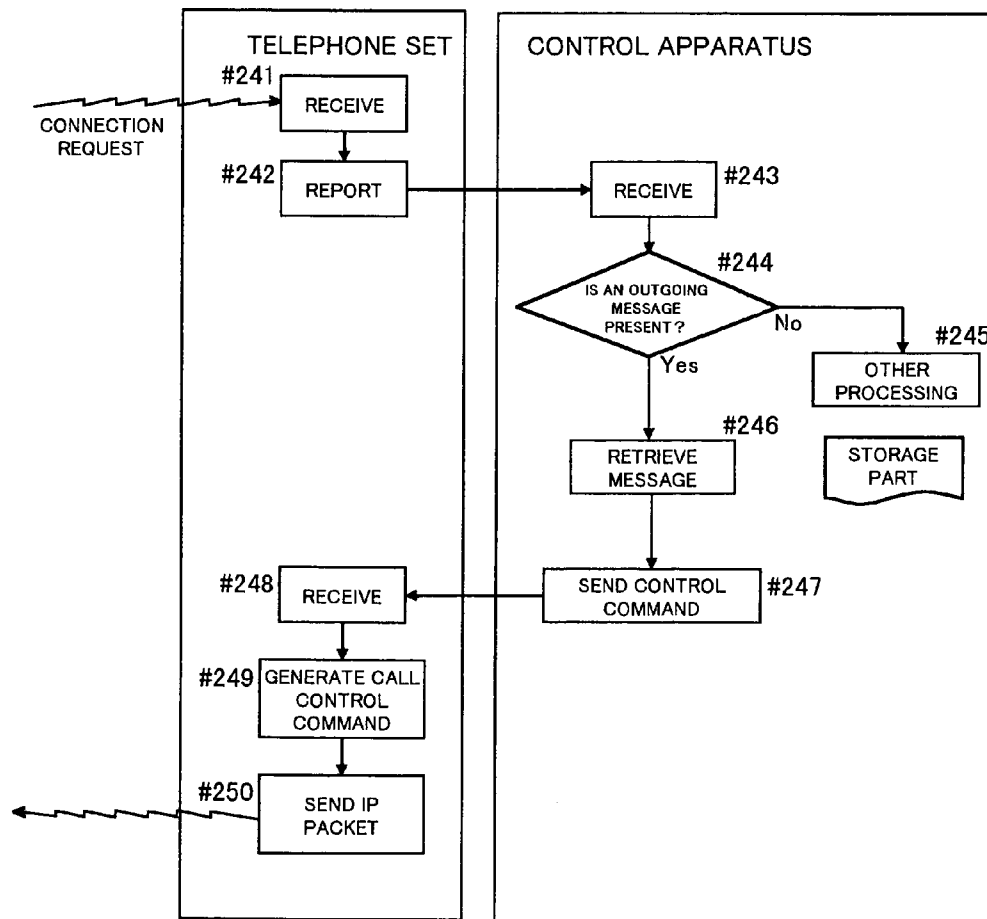 TELEPHONE SET
CONTROL APPARATUS
#241
RECEIVE
CONNECTION
REQUEST
#242
REPORT
#243
RECEIVE
#244
IS AN OUTGOING
MESSAGE
PRESENT?
No
Yes
#245
OTHER
PROCESSING
#246
RETRIEVE
MESSAGE
STORAGE
PART
#247
SEND CONTROL
COMMAND
#248
RECEIVE
#249
GENERATE CALL
CONTROL
COMMAND
#250
SEND IP
PACKET